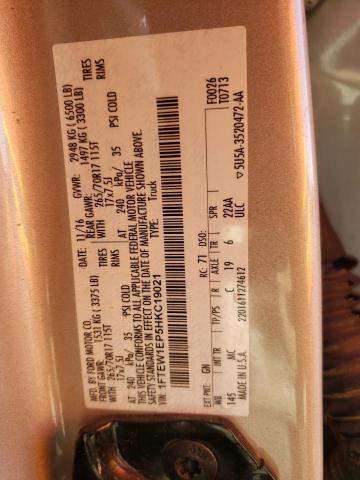 MFD. BY FORD MOTOR CO.
11/16 GVWR: 2948 KG ( 6500 LB)
FRONT GAWR: 1531 KG (3375 LB) REAR GAWR: 1497 KG (3300 LB)
WITH 265/70R17 115T WITH 265/70R17 115T TIRES
17x7.5J 17x7.5J RIMS
AT 240 kPa/ 35 PSI COLD AT 240 kPa/ 35 PSI COLD
THIS VEHICLE CONFORMS TO ALL APPLICABLE FEDERAL MOTOR VEHICLE
SAFETY STANDARDS IN EFFECT ON THE DATE OF MANUFACTURE SHOWN ABOVE.
VIN: 1FTEW1EP5HKC19021
TYPE: Truck
F0026
T0713
EXT PNT: GN RC: 71 DSO:
WB TP/PS R AXLE TR SPR
145 C 19 6 22AA
MC ULC
MADE IN U.S.A. 2201611274612 ▽ 5U5A-3520472-AA